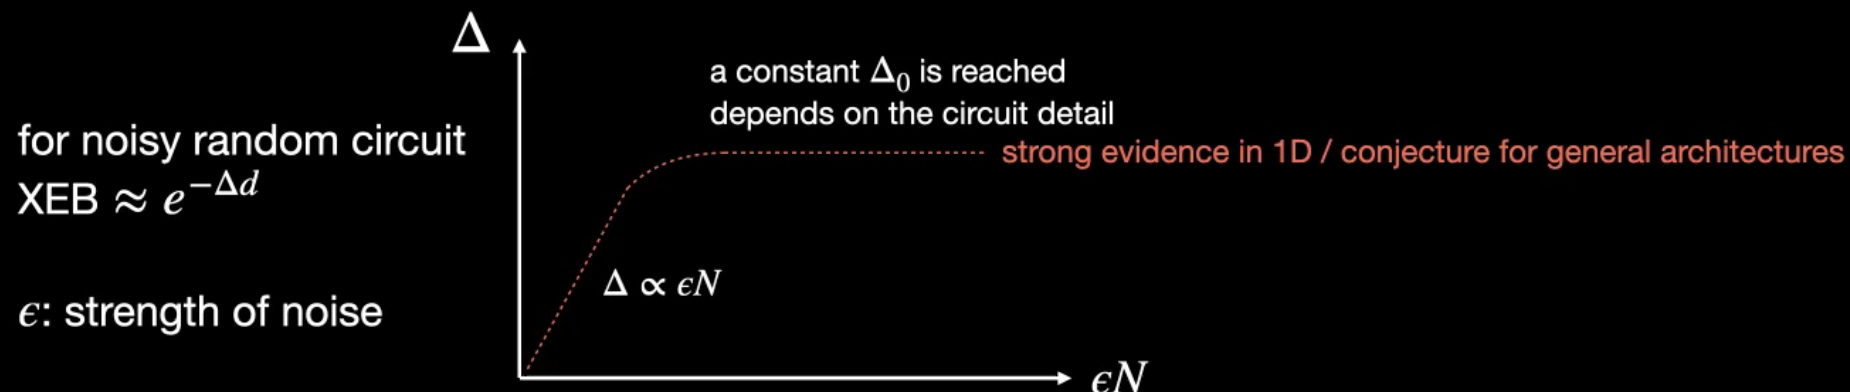 Δ
a constant Δ₀ is reached
depends on the circuit detail
for noisy random circuit
strong evidence in 1D / conjecture for general architectures
XEB ≈ e^{−Δd}
Δ ∝ ϵN
ϵ: strength of noise
ϵN